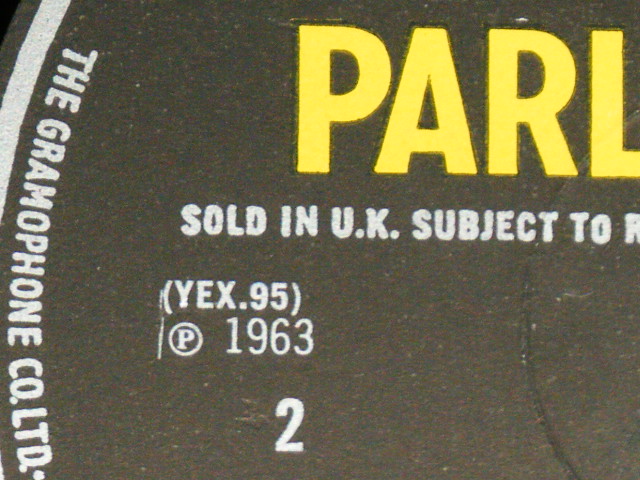 THE GRAMOPHONE CO. LTD.
PARL
SOLD IN U.K. SUBJECT TO R
(YEX.95)
Ⓟ 1963
2